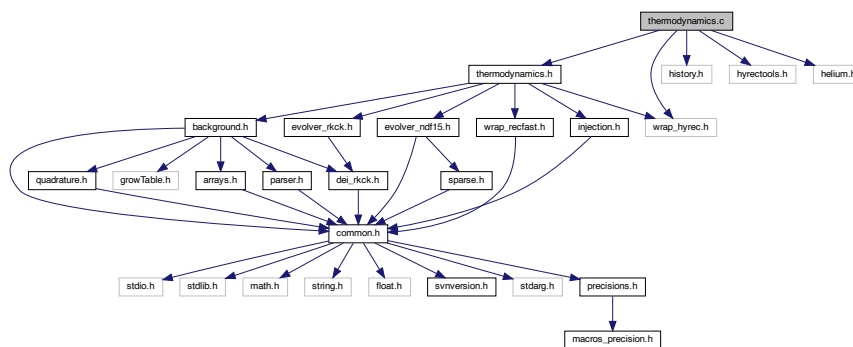 thermodynamics.c
thermodynamics.h
history.h
hyrectools.h
helium.h
background.h
evolver_rkck.h
evolver_ndf15.h
wrap_recfast.h
injection.h
wrap_hyrec.h
quadrature.h
growTable.h
arrays.h
parser.h
dei_rkck.h
sparse.h
common.h
stdio.h
stdlib.h
math.h
string.h
float.h
svnversion.h
stdarg.h
precisions.h
macros_precision.h